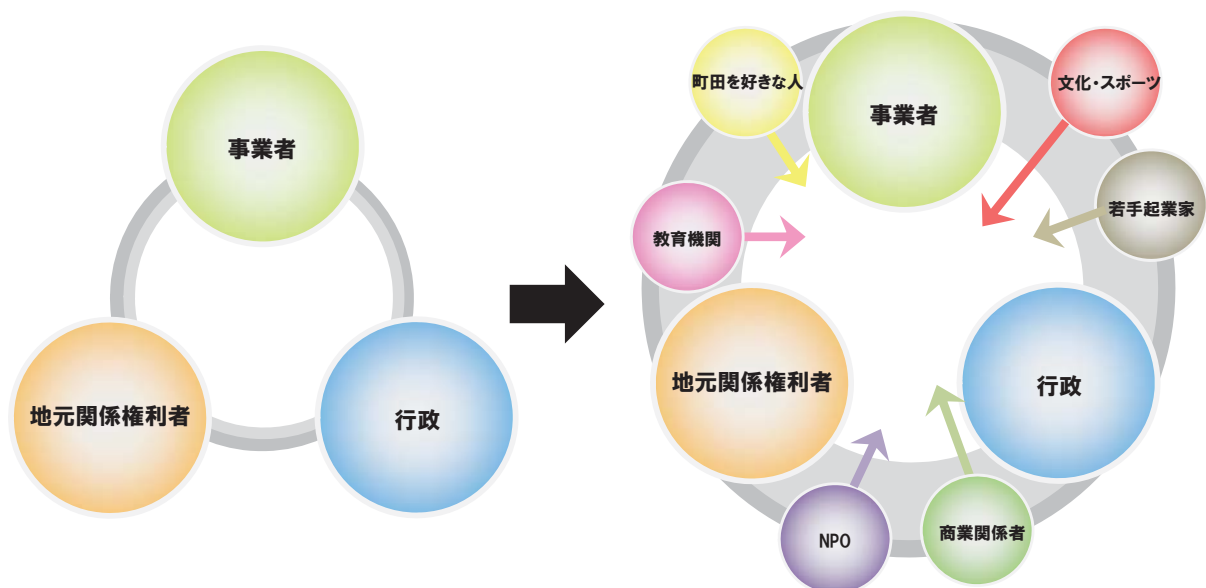 事業者
地元関係権利者
行政
町田を好きな人
事業者
文化・スポーツ
教育機関
若手起業家
地元関係権利者
行政
NPO
商業関係者